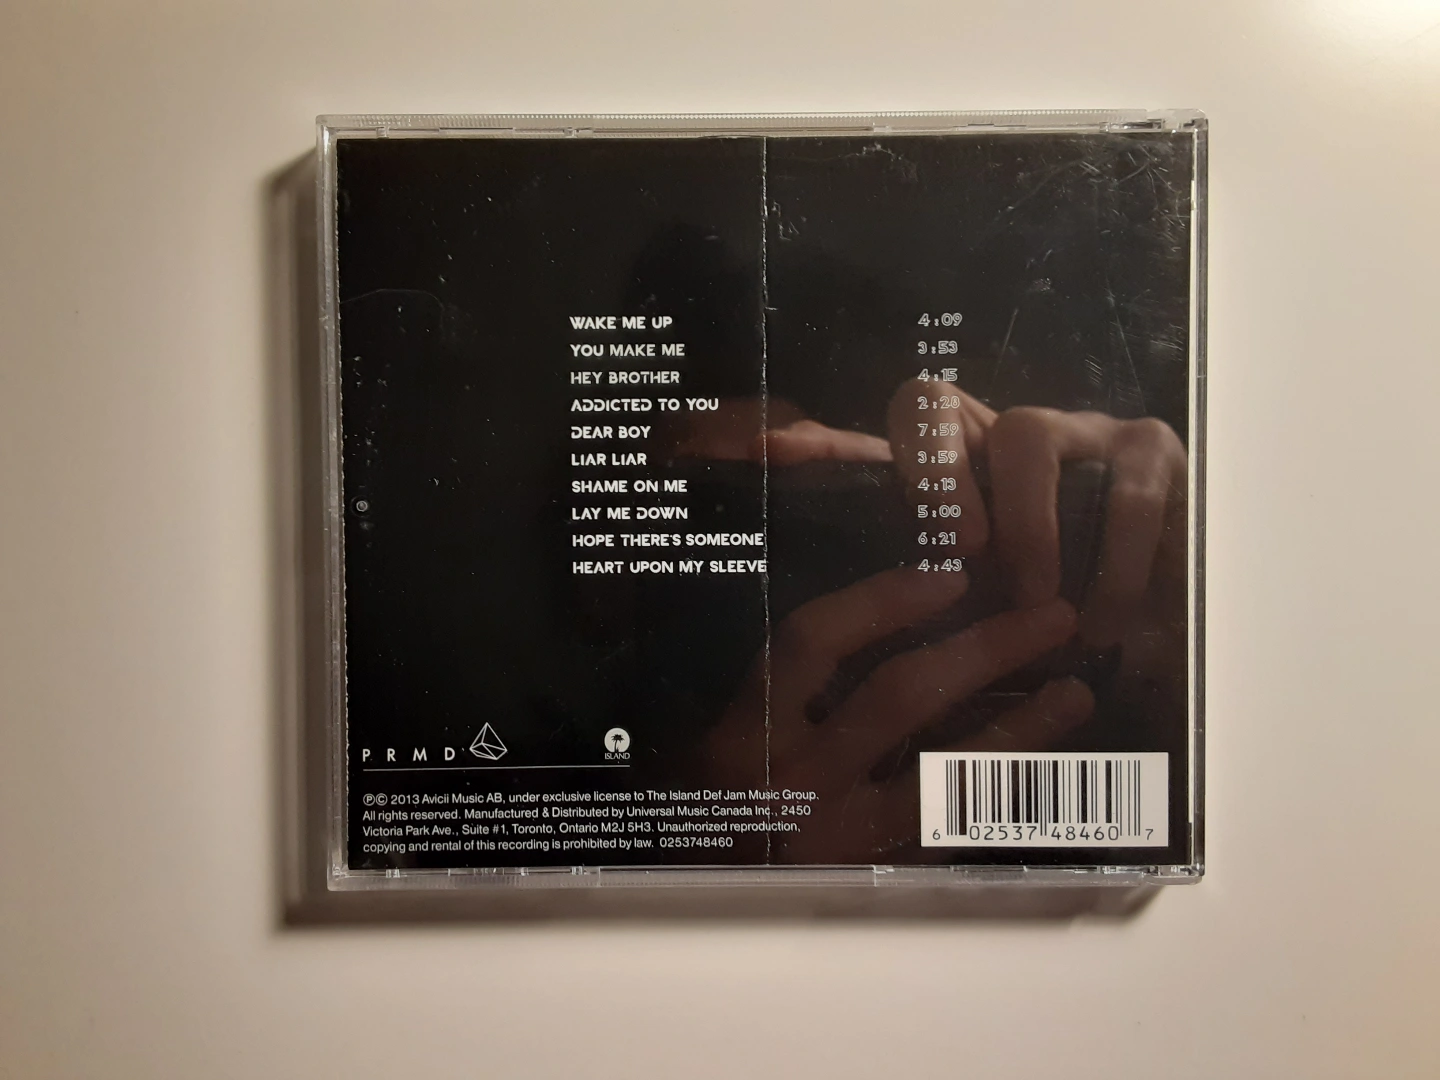 WAKE ME UP 4:09
YOU MAKE ME 3:53
HEY BROTHER 4:15
ADDICTED TO YOU 2:28
DEAR BOY 7:59
LIAR LIAR 3:59
SHAME ON ME 4:13
LAY ME DOWN 5:00
HOPE THERE'S SOMEONE 6:21
HEART UPON MY SLEEVE 4:43
PRMD
ISLAND
℗© 2013 Avicii Music AB, under exclusive license to The Island Def Jam Music Group.
All rights reserved. Manufactured & Distributed by Universal Music Canada Inc., 2450
Victoria Park Ave., Suite #1, Toronto, Ontario M2J 5H3. Unauthorized reproduction,
copying and rental of this recording is prohibited by law. 0253748460
6 02537 48460 7